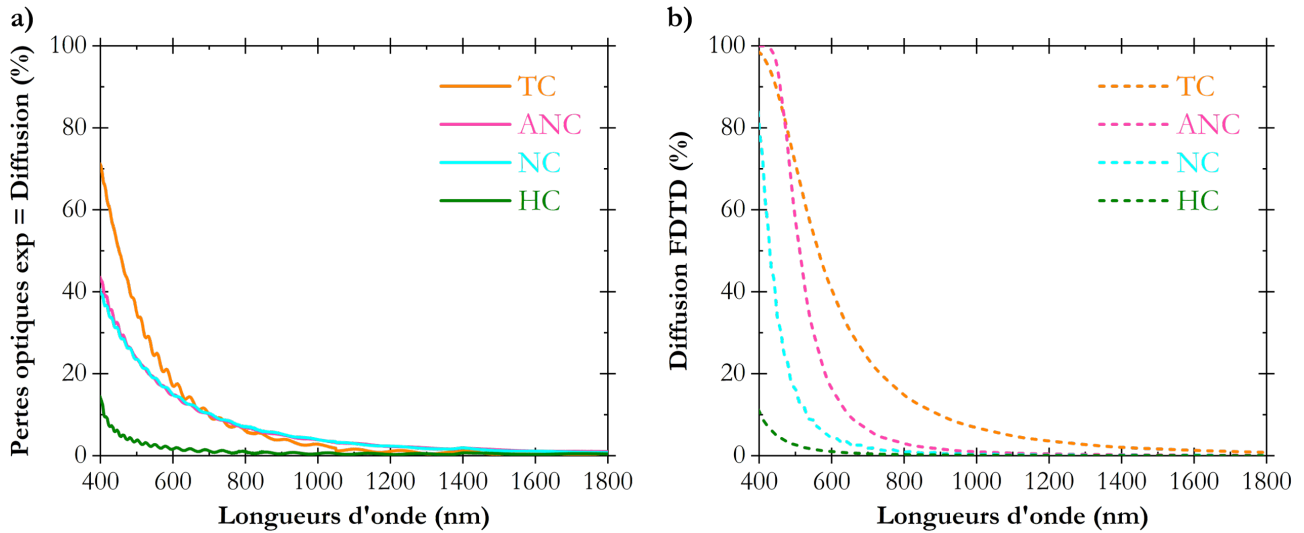 a)
Pertes optiques exp = Diffusion (%)
100
80
60
40
20
0
TC
ANC
NC
HC
400 600 800 1000 1200 1400 1600 1800
Longueurs d'onde (nm)
b)
Diffusion FDTD (%)
100
80
60
40
20
0
TC
ANC
NC
HC
400 600 800 1000 1200 1400 1600 1800
Longueurs d'onde (nm)